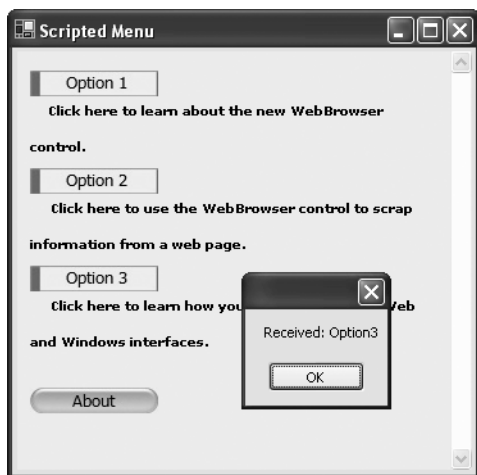 Scripted Menu
Option 1
Click here to learn about the new WebBrowser
control.
Option 2
Click here to use the WebBrowser control to scrap
information from a web page.
Option 3
Click here to learn how you
and Windows interfaces.
Received: Option3
OK
About